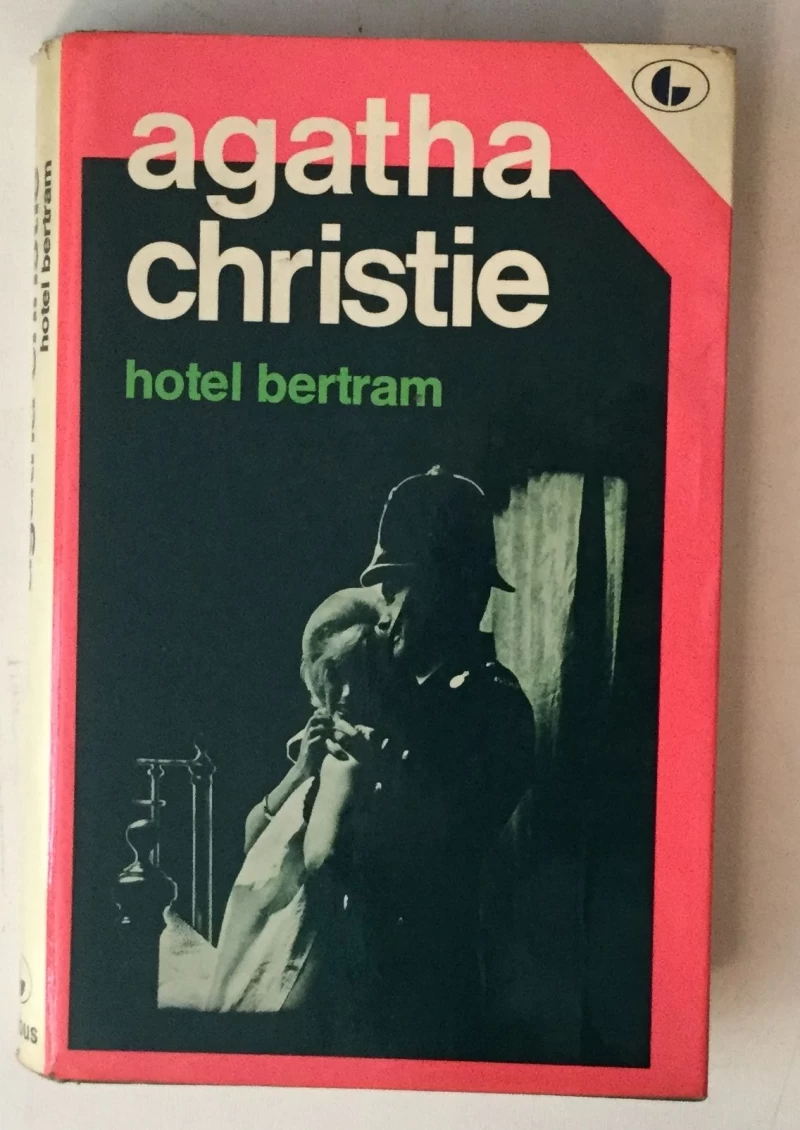 agatha
christie
hotel bertram
hotel bertram